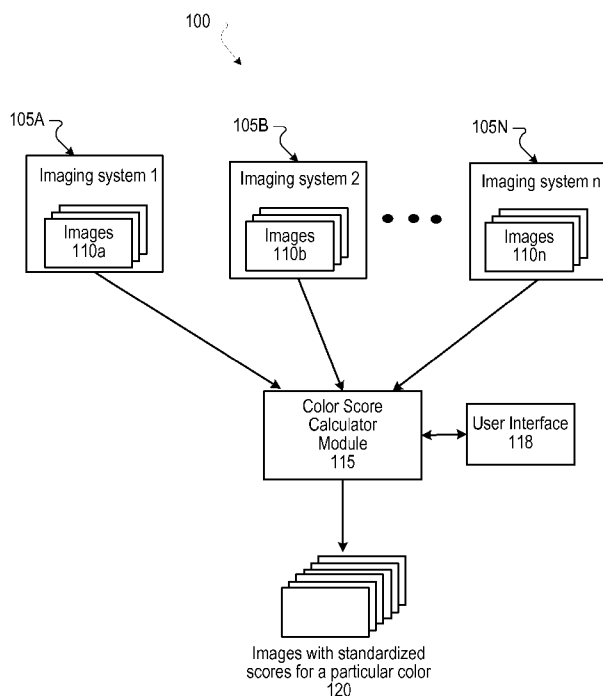 100
105A
105B
105N
Imaging system 1
Imaging system 2
Imaging system n
Images
110a
Images
110b
Images
110n
Color Score
Calculator
Module
115
User Interface
118
Images with standardized
scores for a particular color
120